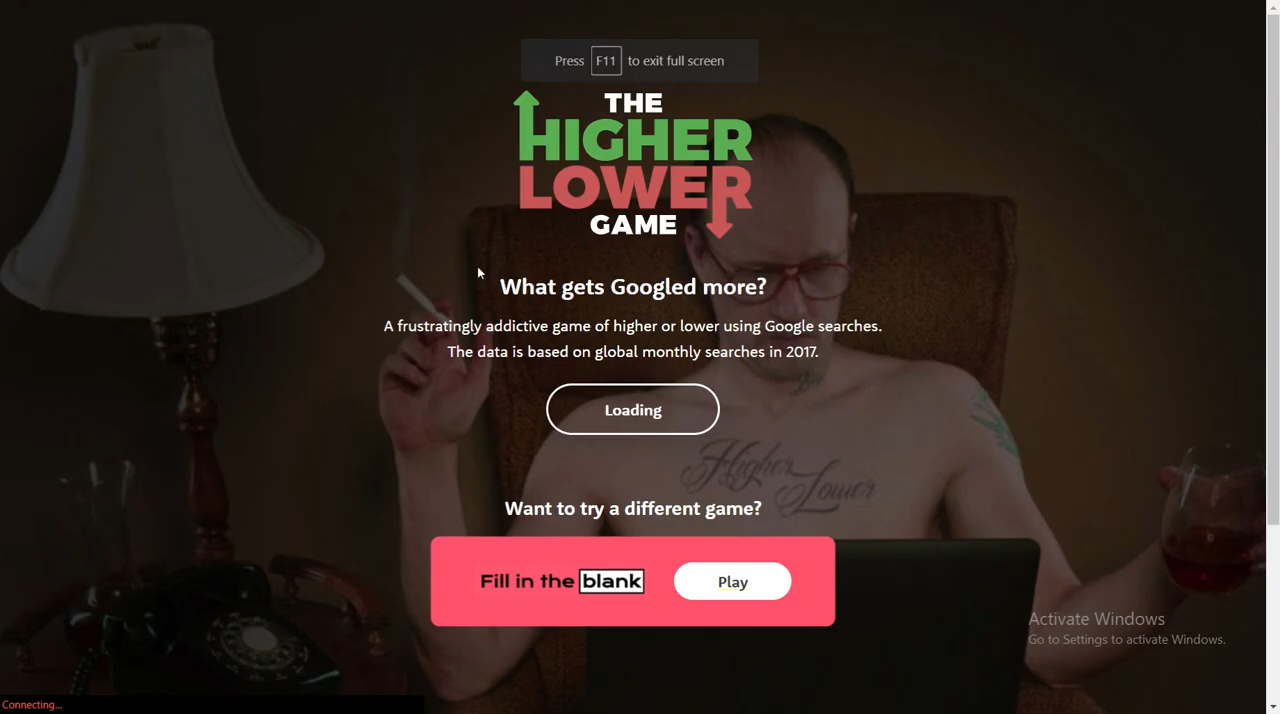 Press F11 to exit full screen
THE
HIGHER
LOWER
GAME
What gets Googled more?
A frustratingly addictive game of higher or lower using Google searches.
The data is based on global monthly searches in 2017.
Loading
Higher
Lower
Want to try a different game?
Fill in the blank
Play
Activate Windows
Go to Settings to activate Windows.
Connecting...